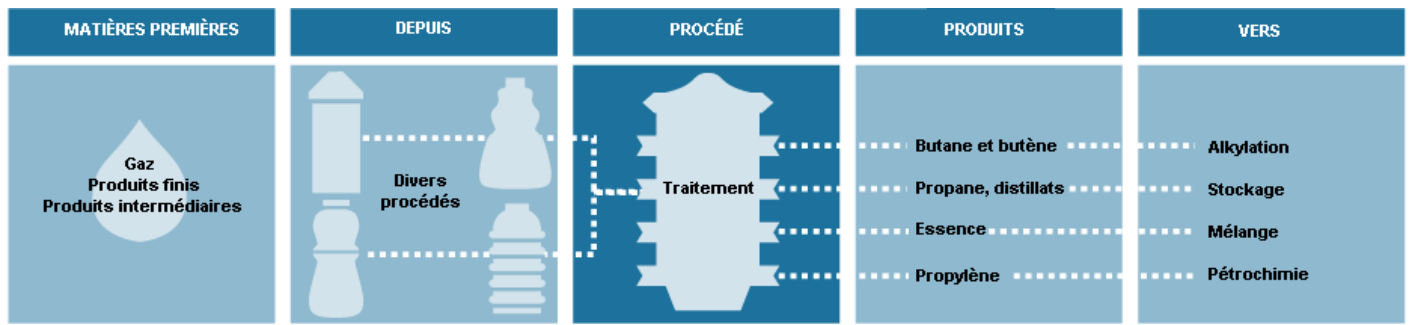 MATIÈRES PREMIÈRES
DEPUIS
PROCÉDÉ
PRODUITS
VERS
Gaz
Produits finis
Produits intermédiaires
Divers
procédés
Traitement
Butane et butène
Propane, distillats
Essence
Propylène
Alkylation
Stockage
Mélange
Pétrochimie